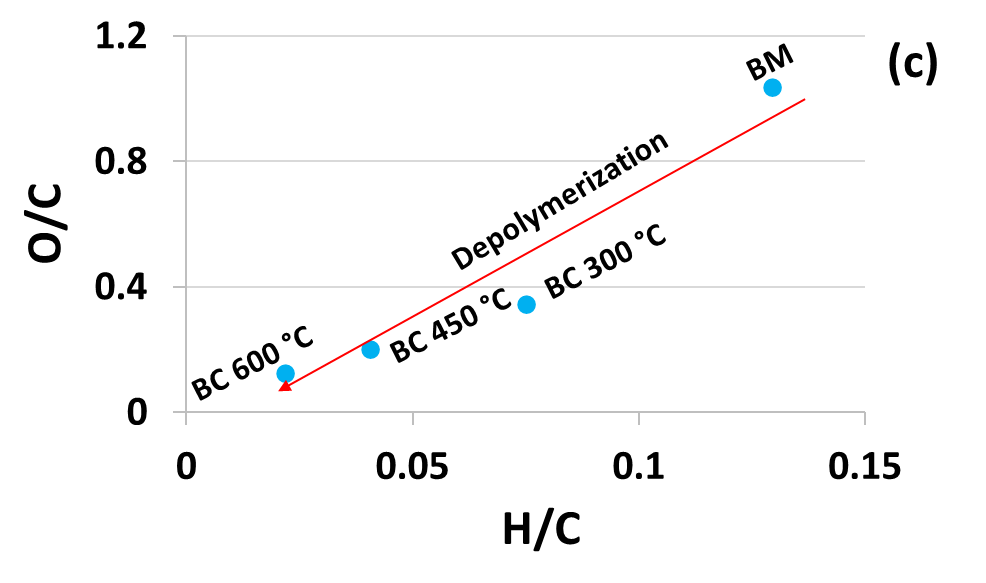 1.2
(c)
BM
0.8
Depolymerization
O/C
BC 300 °C
0.4
BC 450 °C
BC 600 °C
0
0
0.05
0.1
0.15
H/C